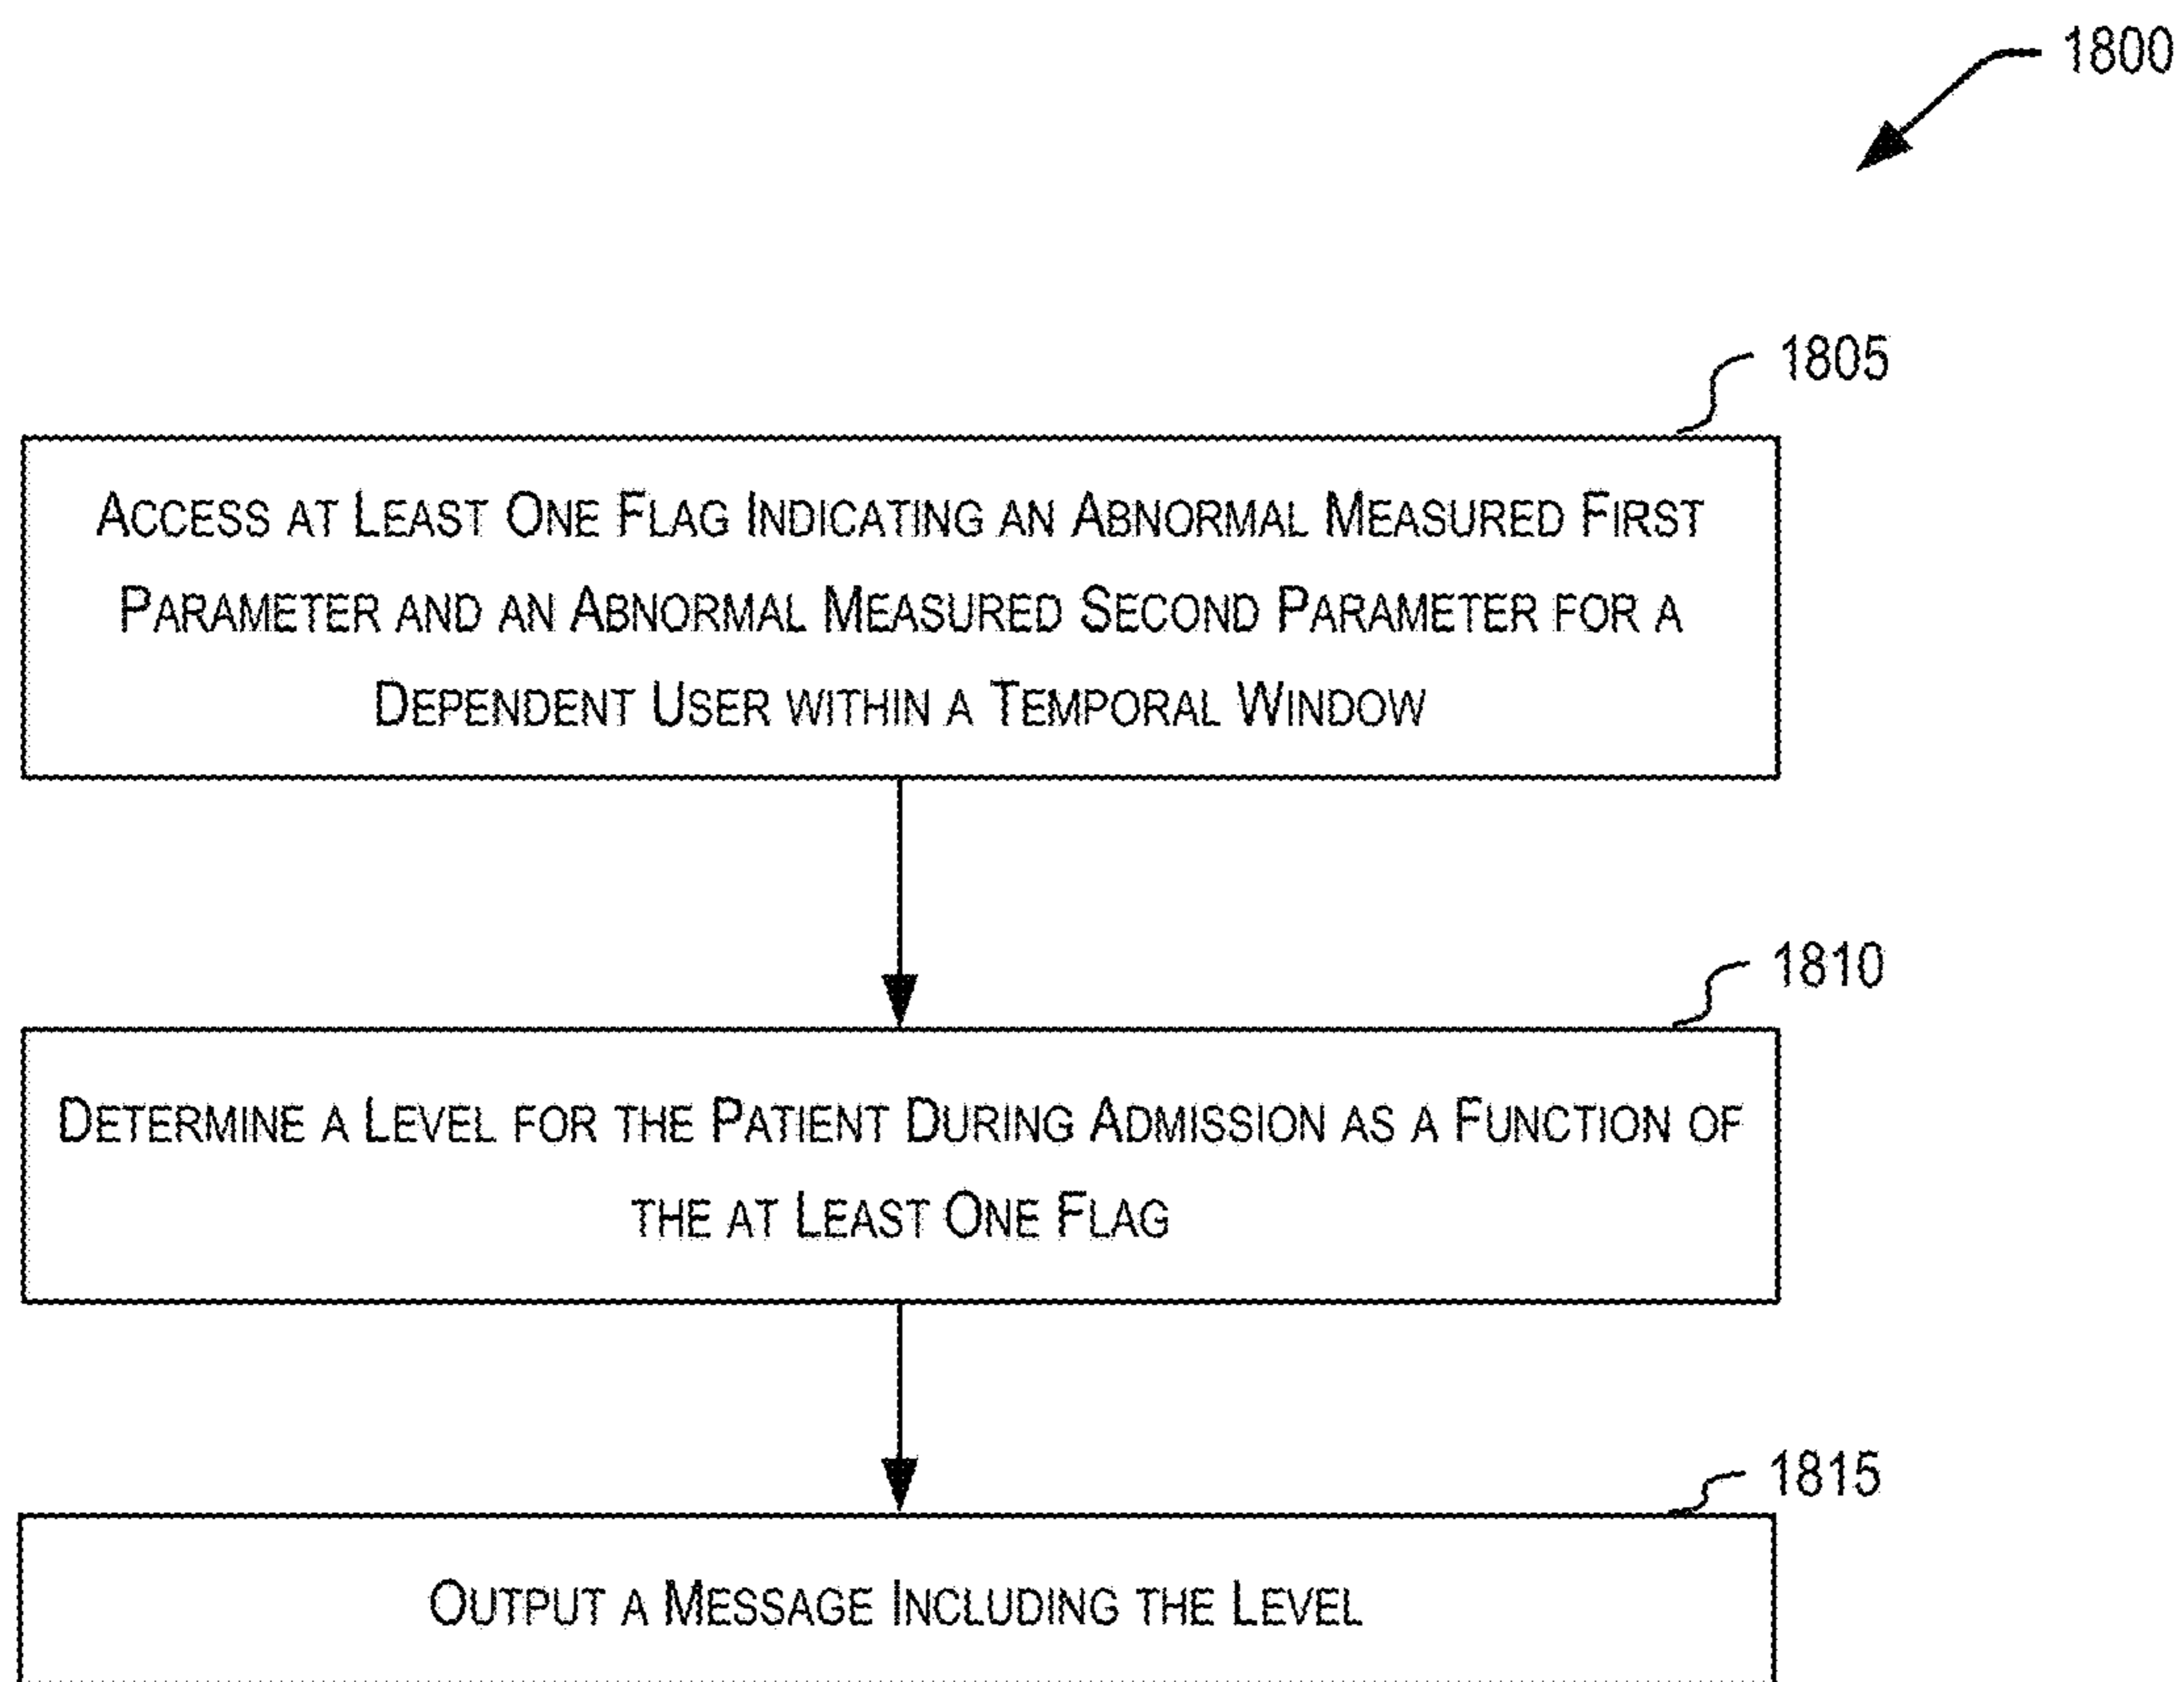 1800
1805
ACCESS AT LEAST ONE FLAG INDICATING AN ABNORMAL MEASURED FIRST
PARAMETER AND AN ABNORMAL MEASURED SECOND PARAMETER FOR A
DEPENDENT USER WITHIN A TEMPORAL WINDOW
1810
DETERMINE A LEVEL FOR THE PATIENT DURING ADMISSION AS A FUNCTION OF
THE AT LEAST ONE FLAG
1815
OUTPUT A MESSAGE INCLUDING THE LEVEL